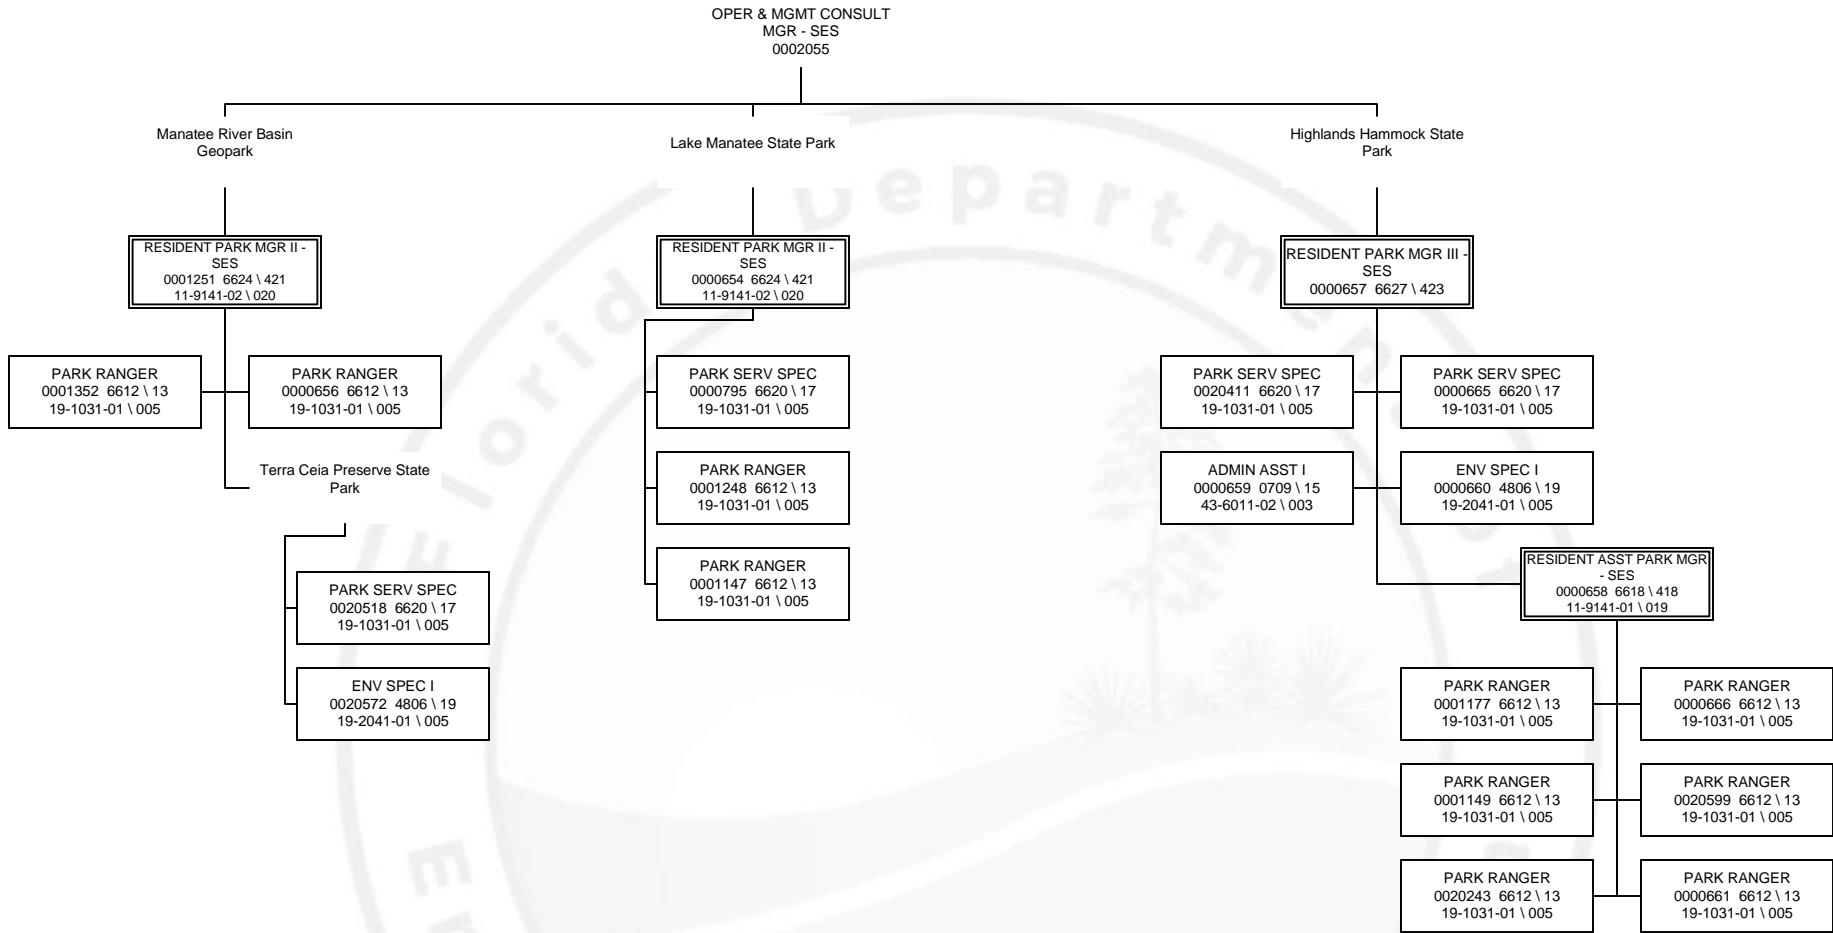 OPER & MGMT CONSULT
MGR - SES
0002055
Manatee River Basin
Geopark
Lake Manatee State Park
Highlands Hammock State
Park
RESIDENT PARK MGR II -
SES
0001251 6624 \ 421
11-9141-02 \ 020
RESIDENT PARK MGR II -
SES
0000654 6624 \ 421
11-9141-02 \ 020
RESIDENT PARK MGR III -
SES
0000657 6627 \ 423
PARK RANGER
0001352 6612 \ 13
19-1031-01 \ 005
PARK RANGER
0000656 6612 \ 13
19-1031-01 \ 005
PARK SERV SPEC
0000795 6620 \ 17
19-1031-01 \ 005
PARK SERV SPEC
0020411 6620 \ 17
19-1031-01 \ 005
PARK SERV SPEC
0000665 6620 \ 17
19-1031-01 \ 005
Terra Ceia Preserve State
Park
PARK RANGER
0001248 6612 \ 13
19-1031-01 \ 005
ADMIN ASST I
0000659 0709 \ 15
43-6011-02 \ 003
ENV SPEC I
0000660 4806 \ 19
19-2041-01 \ 005
PARK SERV SPEC
0020518 6620 \ 17
19-1031-01 \ 005
PARK RANGER
0001147 6612 \ 13
19-1031-01 \ 005
RESIDENT ASST PARK MGR
- SES
0000658 6618 \ 418
11-9141-01 \ 019
ENV SPEC I
0020572 4806 \ 19
19-2041-01 \ 005
PARK RANGER
0001177 6612 \ 13
19-1031-01 \ 005
PARK RANGER
0000666 6612 \ 13
19-1031-01 \ 005
PARK RANGER
0001149 6612 \ 13
19-1031-01 \ 005
PARK RANGER
0020599 6612 \ 13
19-1031-01 \ 005
PARK RANGER
0020243 6612 \ 13
19-1031-01 \ 005
PARK RANGER
0000661 6612 \ 13
19-1031-01 \ 005
Florid Department